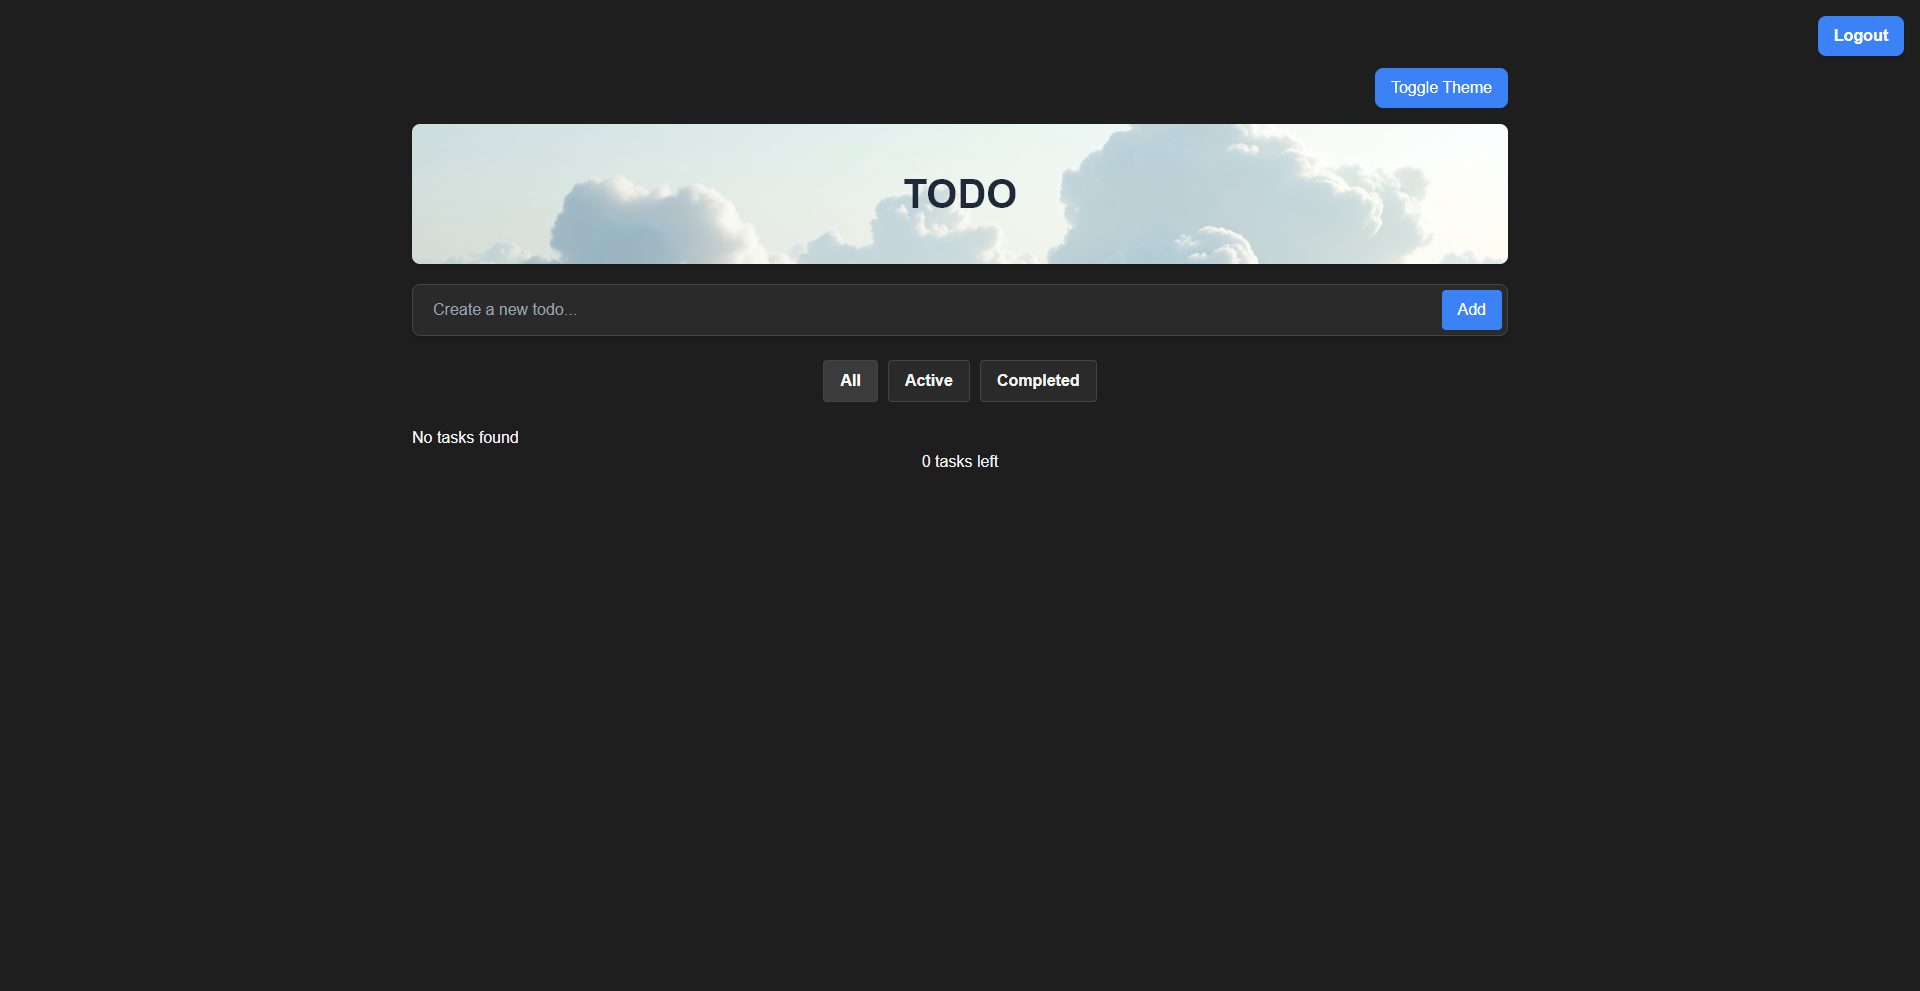 Logout
Toggle Theme
TODO
Create a new todo...
Add
All
Active
Completed
No tasks found
0 tasks left